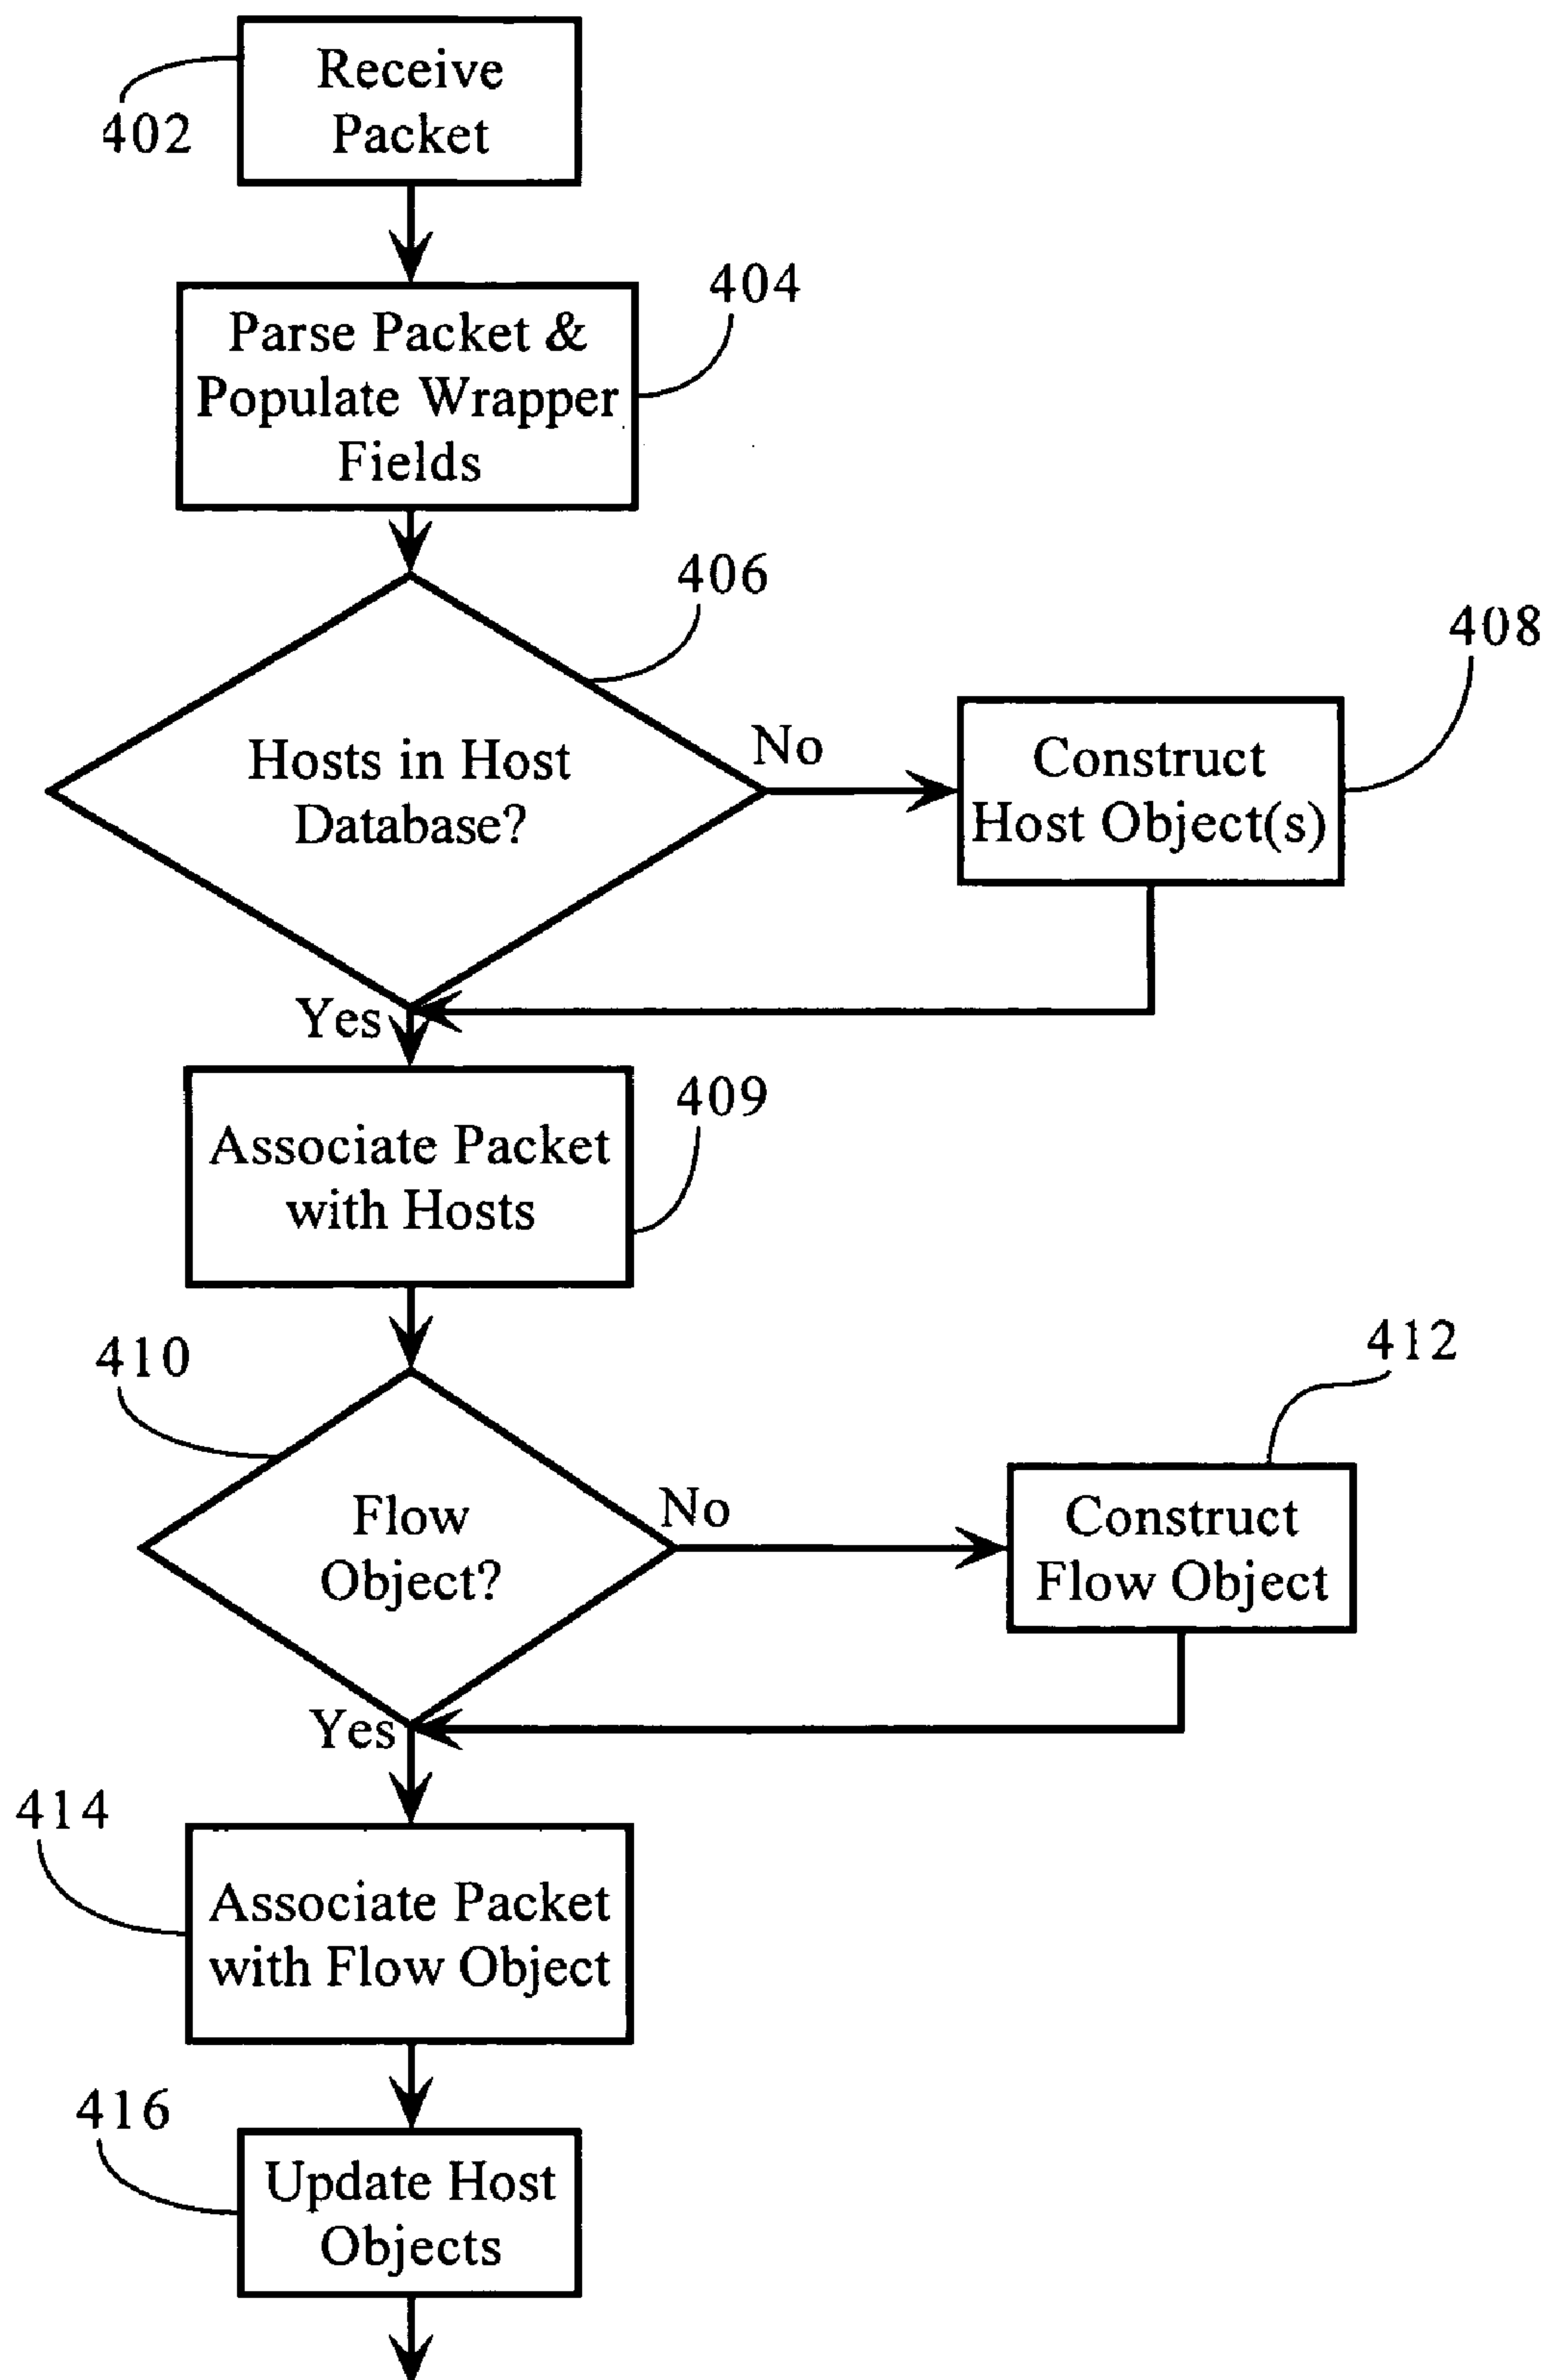 Receive
Packet
402
404
Parse Packet &
Populate Wrapper
Fields
406
408
Hosts in Host
Database?
No
Construct
Host Object(s)
Yes
409
Associate Packet
with Hosts
410
412
Flow
Object?
No
Construct
Flow Object
Yes
414
Associate Packet
with Flow Object
416
Update Host
Objects